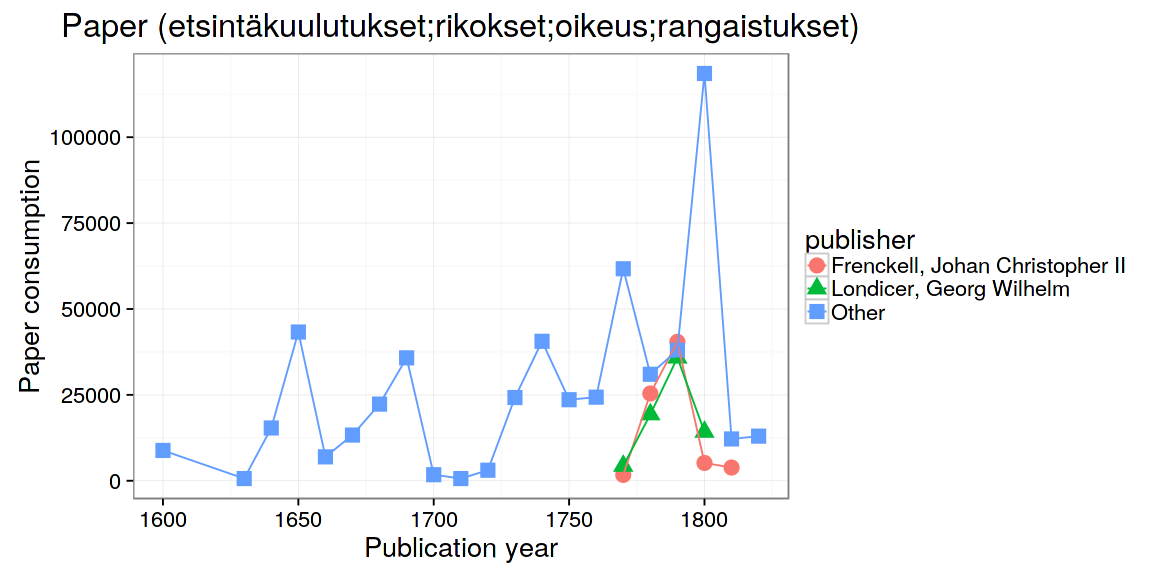 Paper (etsintäkuulutukset;rikokset;oikeus;rangaistukset)
100000
75000
50000
25000
0
Paper consumption
1600 1650 1700 1750 1800
Publication year
publisher
Frenckell, Johan Christopher II
Londicer, Georg Wilhelm
Other